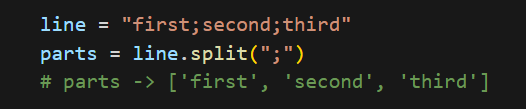 line = "first;second;third"
parts = line.split(";")
# parts -> ['first', 'second', 'third']